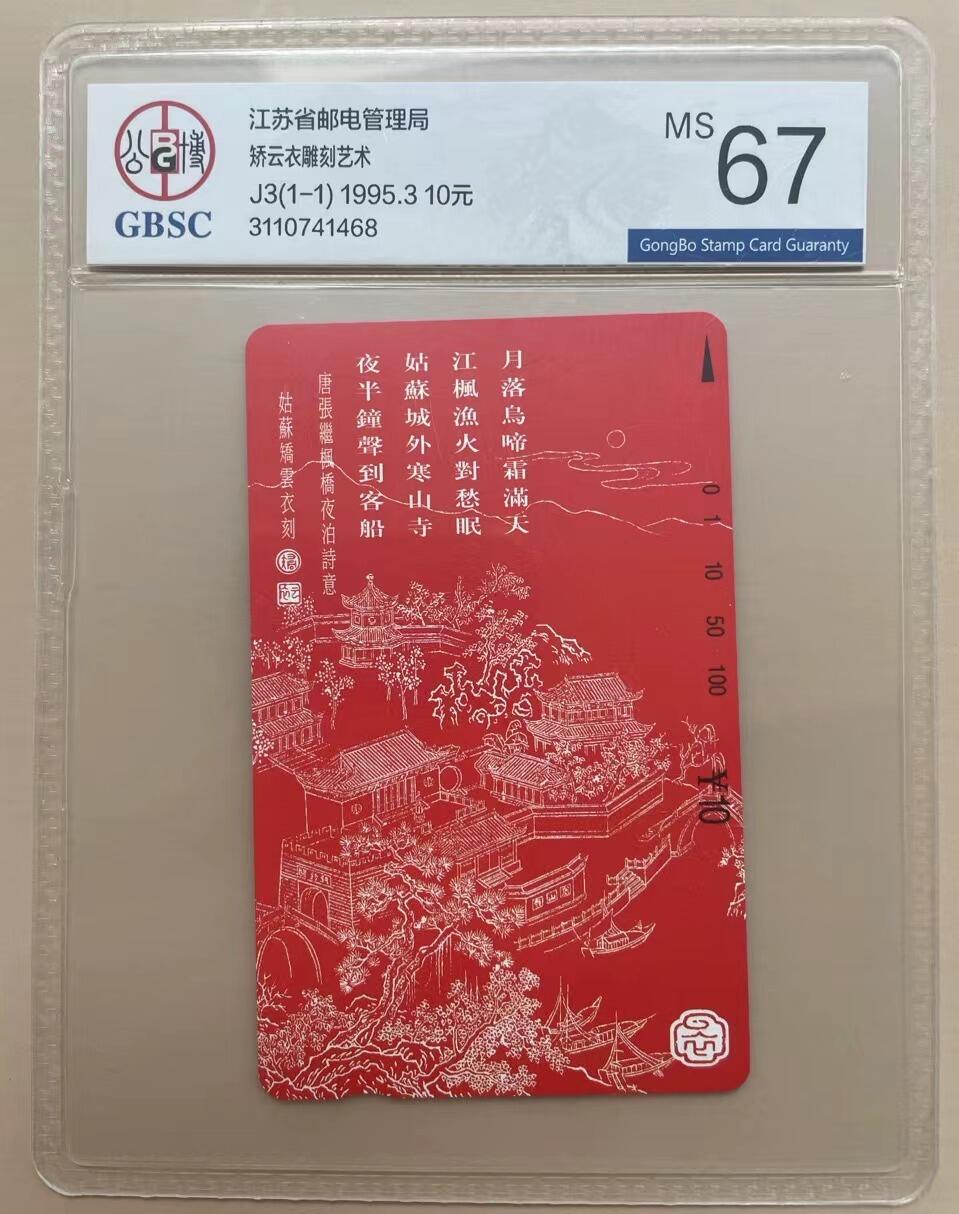 公博
BG
GBSC
江苏省邮电管理局
矫云衣雕刻艺术
J3(1-1) 1995.3 10元
3110741468
MS 67
GongBo Stamp Card Guaranty
月落烏啼霜滿天
江楓漁火對愁眠
姑蘇城外寒山寺
夜半鐘聲到客船
唐張繼楓橋夜泊詩意
姑蘇矯雲衣刻
0
1
10
50
100
¥10